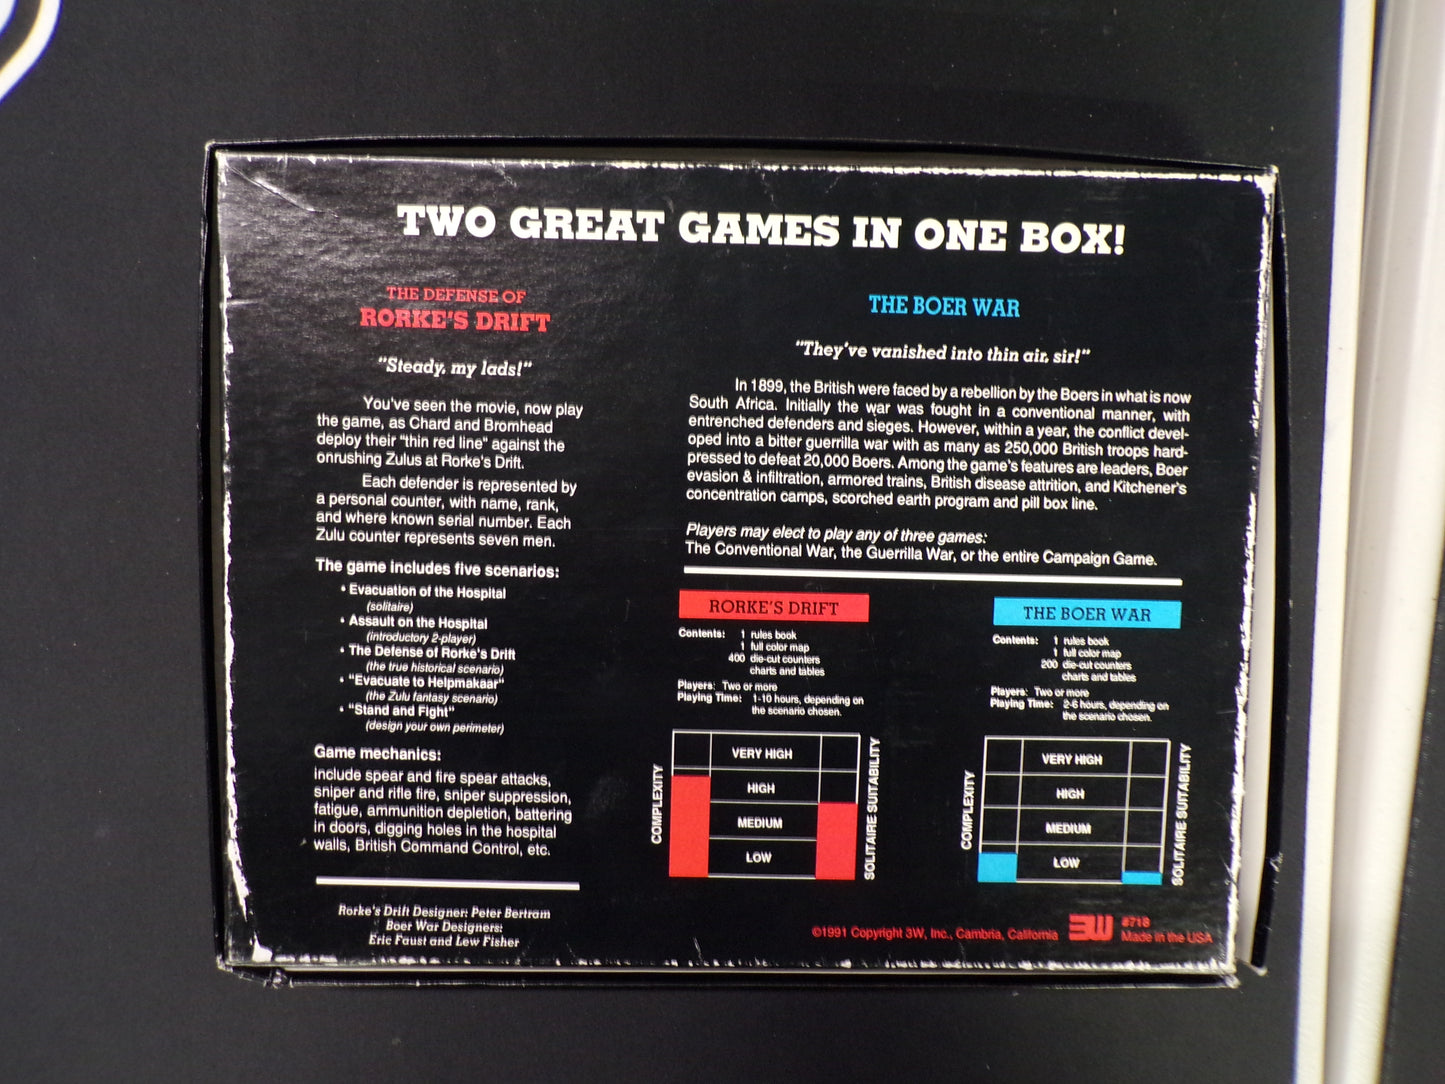 TWO GREAT GAMES IN ONE BOX!
THE DEFENSE OF
RORKE'S DRIFT
"Steady, my lads!"
You've seen the movie, now play
the game, as Chard and Bromhead
deploy their "thin red line" against the
onrushing Zulus at Rorke's Drift.
Each defender is represented by
a personal counter, with name, rank,
and where known serial number. Each
Zulu counter represents seven men.
The game includes five scenarios:
• Evacuation of the Hospital
(solitaire)
• Assault on the Hospital
(introductory 2-player)
• The Defense of Rorke's Drift
(the true historical scenario)
• "Evacuate to Helpmakaar"
(the Zulu fantasy scenario)
• "Stand and Fight"
(design your own perimeter)
Game mechanics:
include spear and fire spear attacks,
sniper and rifle fire, sniper suppression,
fatigue, ammunition depletion, battering
in doors, digging holes in the hospital
walls, British Command Control, etc.
Rorke's Drift Designer: Peter Bertram
Boer War Designers:
Eric Faust and Lew Fisher
THE BOER WAR
"They've vanished into thin air, sir!"
In 1899, the British were faced by a rebellion by the Boers in what is now
South Africa. Initially the war was fought in a conventional manner, with
entrenched defenders and sieges. However, within a year, the conflict devel-
oped into a bitter guerrilla war with as many as 250,000 British troops hard-
pressed to defeat 20,000 Boers. Among the game's features are leaders, Boer
evasion & infiltration, armored trains, British disease attrition, and Kitchener's
concentration camps, scorched earth program and pill box line.
Players may elect to play any of three games:
The Conventional War, the Guerrilla War, or the entire Campaign Game.
RORKE'S DRIFT
Contents: 1 rules book
1 full color map
400 die-cut counters
charts and tables
Players: Two or more
Playing Time: 1-10 hours, depending on
the scenario chosen.
COMPLEXITY
VERY HIGH
HIGH
MEDIUM
LOW
SOLITAIRE SUITABILITY
THE BOER WAR
Contents: 1 rules book
1 full color map
200 die-cut counters
charts and tables
Players: Two or more
Playing Time: 2-6 hours, depending on
the scenario chosen.
COMPLEXITY
VERY HIGH
HIGH
MEDIUM
LOW
SOLITAIRE SUITABILITY
©1991 Copyright 3W, Inc., Cambria, California
3W
#718
Made in the USA